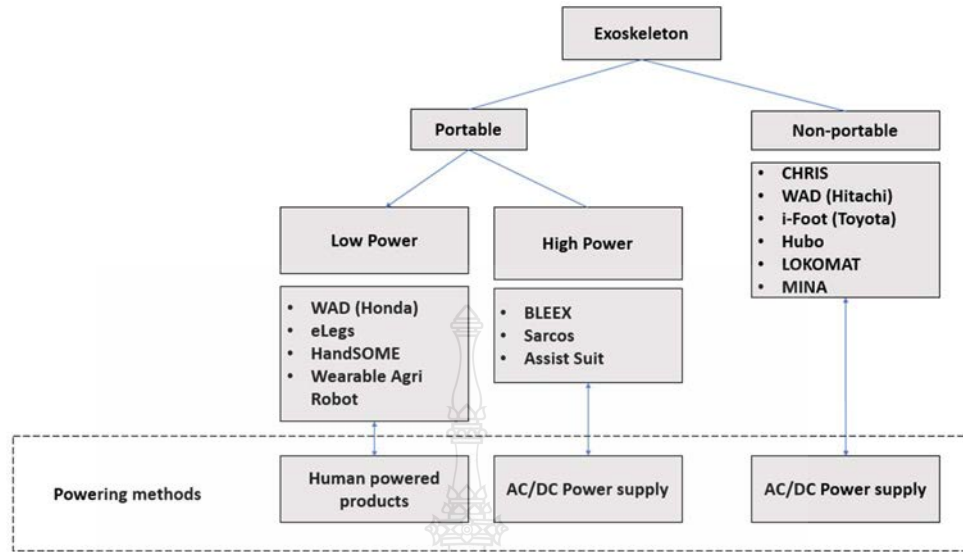 Exoskeleton
Portable
Non-portable
• CHRIS
• WAD (Hitachi)
• i-Foot (Toyota)
• Hubo
• LOKOMAT
• MINA
Low Power
High Power
• WAD (Honda)
• eLegs
• HandSOME
• Wearable Agri
Robot
• BLEEX
• Sarcos
• Assist Suit
Powering methods
Human powered
products
AC/DC Power supply
AC/DC Power supply